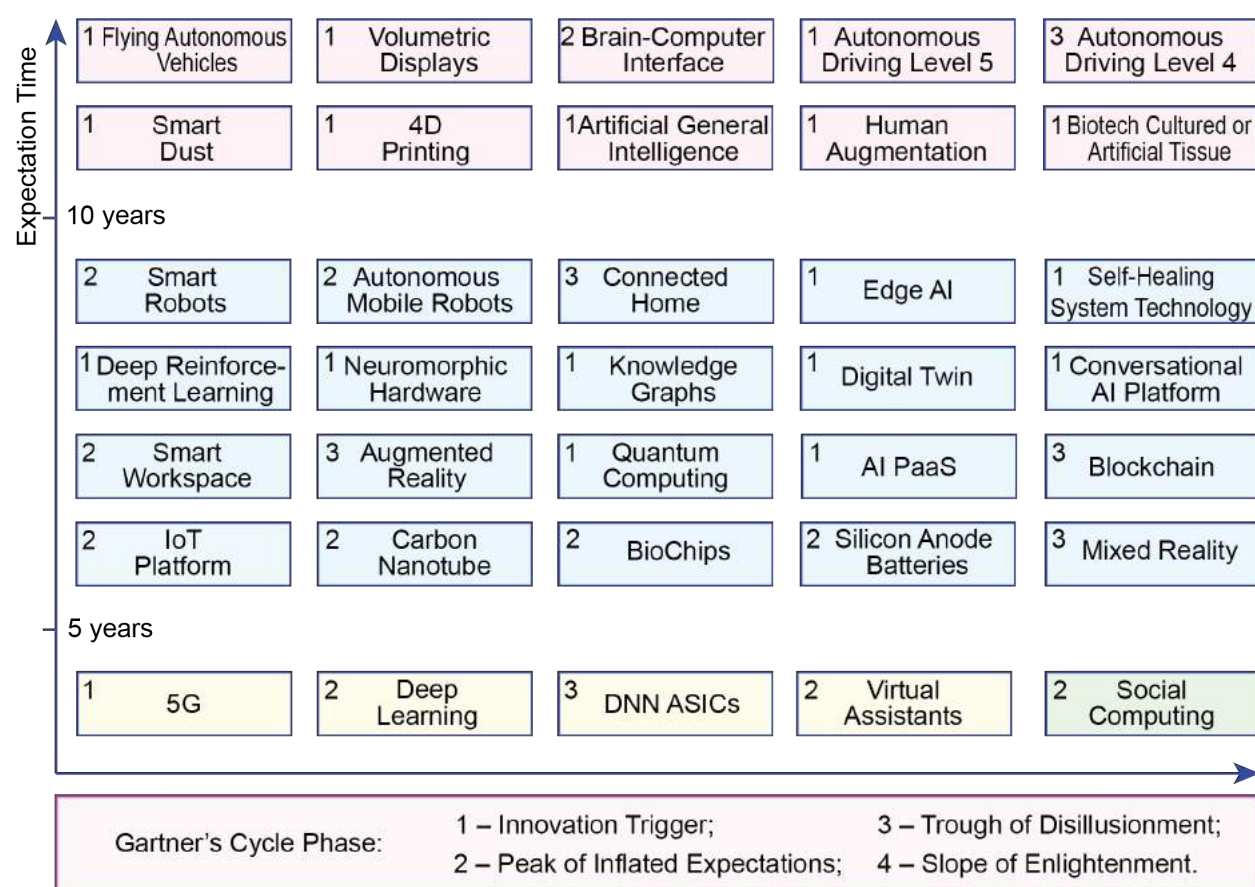 Expectation Time
1 Flying Autonomous
Vehicles
1 Volumetric
Displays
2 Brain-Computer
Interface
1 Autonomous
Driving Level 5
3 Autonomous
Driving Level 4
1 Smart
Dust
1 4D
Printing
1 Artificial General
Intelligence
1 Human
Augmentation
1 Biotech Cultured or
Artificial Tissue
10 years
2 Smart
Robots
2 Autonomous
Mobile Robots
3 Connected
Home
1 Edge AI
1 Self-Healing
System Technology
1 Deep Reinforce-
ment Learning
1 Neuromorphic
Hardware
1 Knowledge
Graphs
1 Digital Twin
1 Conversational
AI Platform
2 Smart
Workspace
3 Augmented
Reality
1 Quantum
Computing
1 AI PaaS
3 Blockchain
2 IoT
Platform
2 Carbon
Nanotube
2 BioChips
2 Silicon Anode
Batteries
3 Mixed Reality
5 years
1 5G
2 Deep
Learning
3 DNN ASICs
2 Virtual
Assistants
2 Social
Computing
Gartner's Cycle Phase:
1 – Innovation Trigger;
2 – Peak of Inflated Expectations;
3 – Trough of Disillusionment;
4 – Slope of Enlightenment.